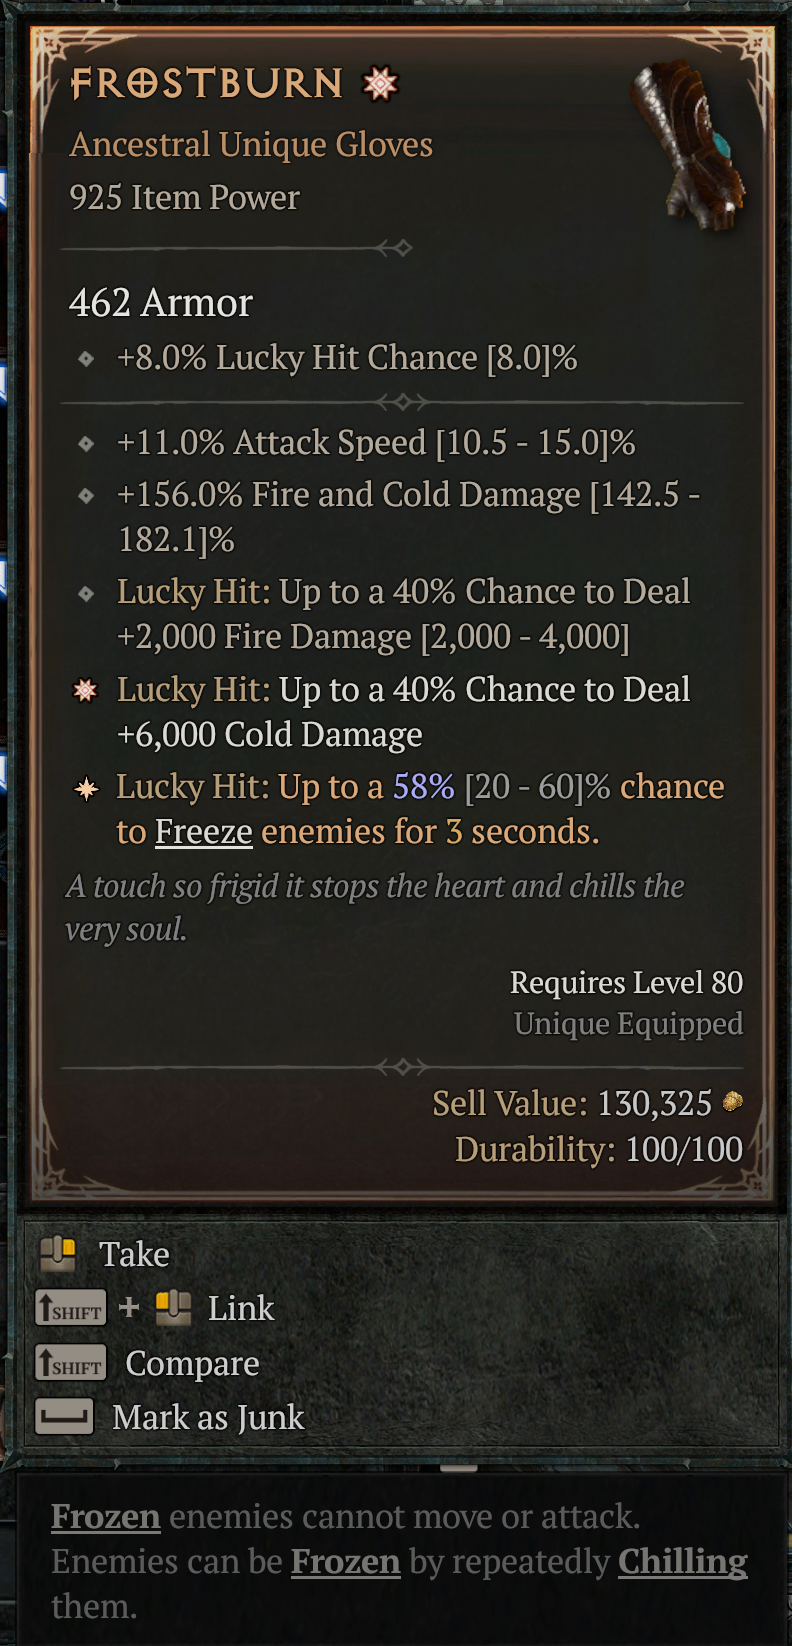 FROSTBURN
Ancestral Unique Gloves
925 Item Power
462 Armor
+8.0% Lucky Hit Chance [8.0]%
+11.0% Attack Speed [10.5 - 15.0]%
+156.0% Fire and Cold Damage [142.5 -
182.1]%
Lucky Hit: Up to a 40% Chance to Deal
+2,000 Fire Damage [2,000 - 4,000]
Lucky Hit: Up to a 40% Chance to Deal
+6,000 Cold Damage
Lucky Hit: Up to a 58% [20 - 60]% chance
to Freeze enemies for 3 seconds.
A touch so frigid it stops the heart and chills the
very soul.
Requires Level 80
Unique Equipped
Sell Value: 130,325
Durability: 100/100
Take
SHIFT + Link
SHIFT Compare
Mark as Junk
Frozen enemies cannot move or attack.
Enemies can be Frozen by repeatedly Chilling
them.